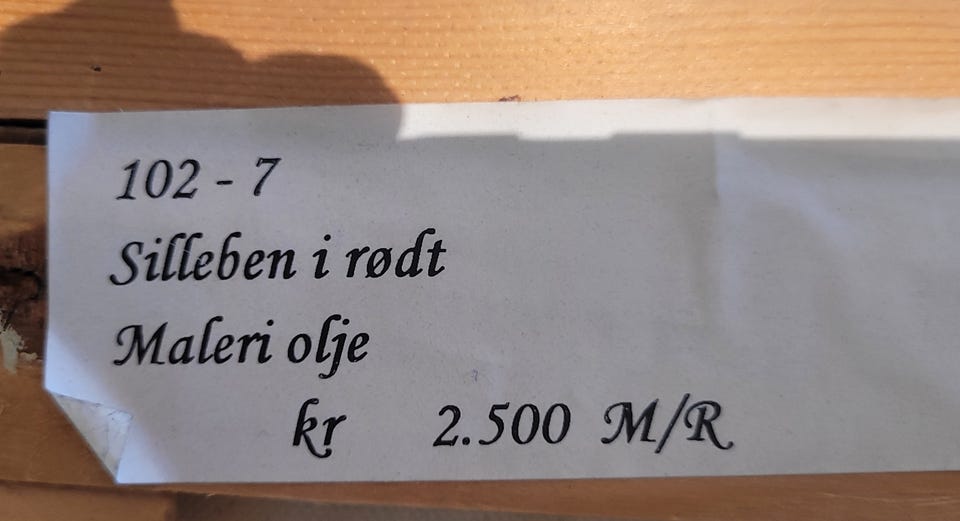 102 - 7
Silleben i rødt
Maleri olje
kr 2.500 M/R